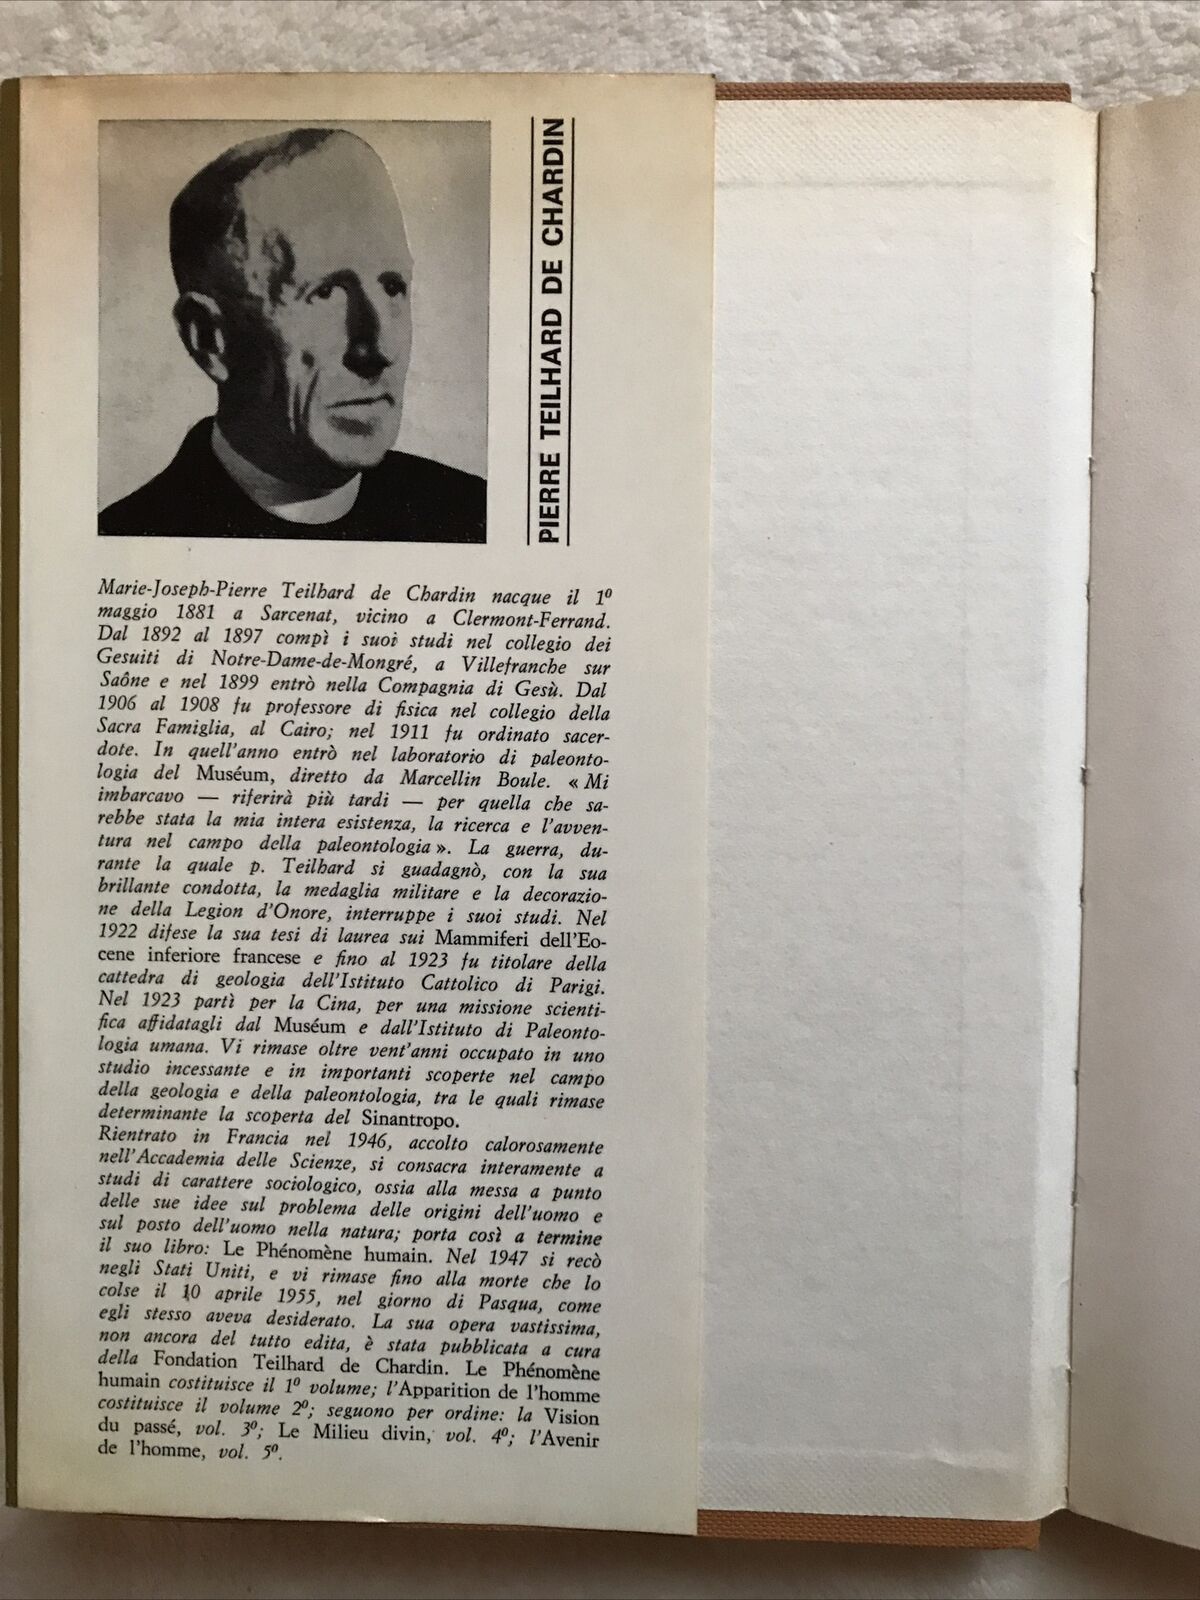 PIERRE TEILHARD DE CHARDIN
Marie-Joseph-Pierre Teilhard de Chardin nacque il 1º
maggio 1881 a Sarcenat, vicino a Clermont-Ferrand.
Dal 1892 al 1897 compì i suoi studi nel collegio dei
Gesuiti di Notre-Dame-de-Mongré, a Villefranche sur
Saône e nel 1899 entrò nella Compagnia di Gesù. Dal
1906 al 1908 fu professore di fisica nel collegio della
Sacra Famiglia, al Cairo; nel 1911 fu ordinato sacer-
dote. In quell'anno entrò nel laboratorio di paleonto-
logia del Muséum, diretto da Marcellin Boule. « Mi
imbarcavo — riferirà più tardi — per quella che sa-
rebbe stata la mia intera esistenza, la ricerca e l'avven-
tura nel campo della paleontologia ». La guerra, du-
rante la quale p. Teilhard si guadagnò, con la sua
brillante condotta, la medaglia militare e la decorazio-
ne della Legion d'Onore, interruppe i suoi studi. Nel
1922 difese la sua tesi di laurea sui Mammiferi dell'Eo-
cene inferiore francese e fino al 1923 fu titolare della
cattedra di geologia dell'Istituto Cattolico di Parigi.
Nel 1923 partì per la Cina, per una missione scienti-
fica affidatagli dal Muséum e dall'Istituto di Paleonto-
logia umana. Vi rimase oltre vent'anni occupato in uno
studio incessante e in importanti scoperte nel campo
della geologia e della paleontologia, tra le quali rimase
determinante la scoperta del Sinantropo.
Rientrato in Francia nel 1946, accolto calorosamente
nell'Accademia delle Scienze, si consacra interamente a
studi di carattere sociologico, ossia alla messa a punto
delle sue idee sul problema delle origini dell'uomo e
sul posto dell'uomo nella natura; porta così a termine
il suo libro: Le Phénomène humain. Nel 1947 si recò
negli Stati Uniti, e vi rimase fino alla morte che lo
colse il 10 aprile 1955, nel giorno di Pasqua, come
egli stesso aveva desiderato. La sua opera vastissima,
non ancora del tutto edita, è stata pubblicata a cura
della Fondation Teilhard de Chardin. Le Phénomène
humain costituisce il 1º volume; l'Apparition de l'homme
costituisce il volume 2º; seguono per ordine: la Vision
du passé, vol. 3º; Le Milieu divin, vol. 4º; l'Avenir
de l'homme, vol. 5º.